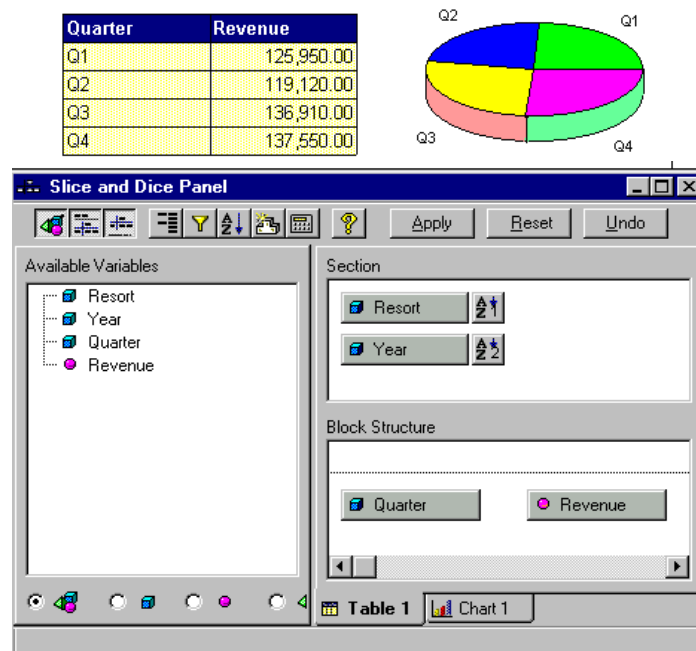 Quarter Revenue
Q1 125,950.00
Q2 119,120.00
Q3 136,910.00
Q4 137,550.00
Q2
Q1
Q3
Q4
Slice and Dice Panel
Apply Reset Undo
Available Variables
Resort
Year
Quarter
Revenue
Section
Resort A Z 1
Year A Z 2
Block Structure
Quarter Revenue
Table 1 Chart 1